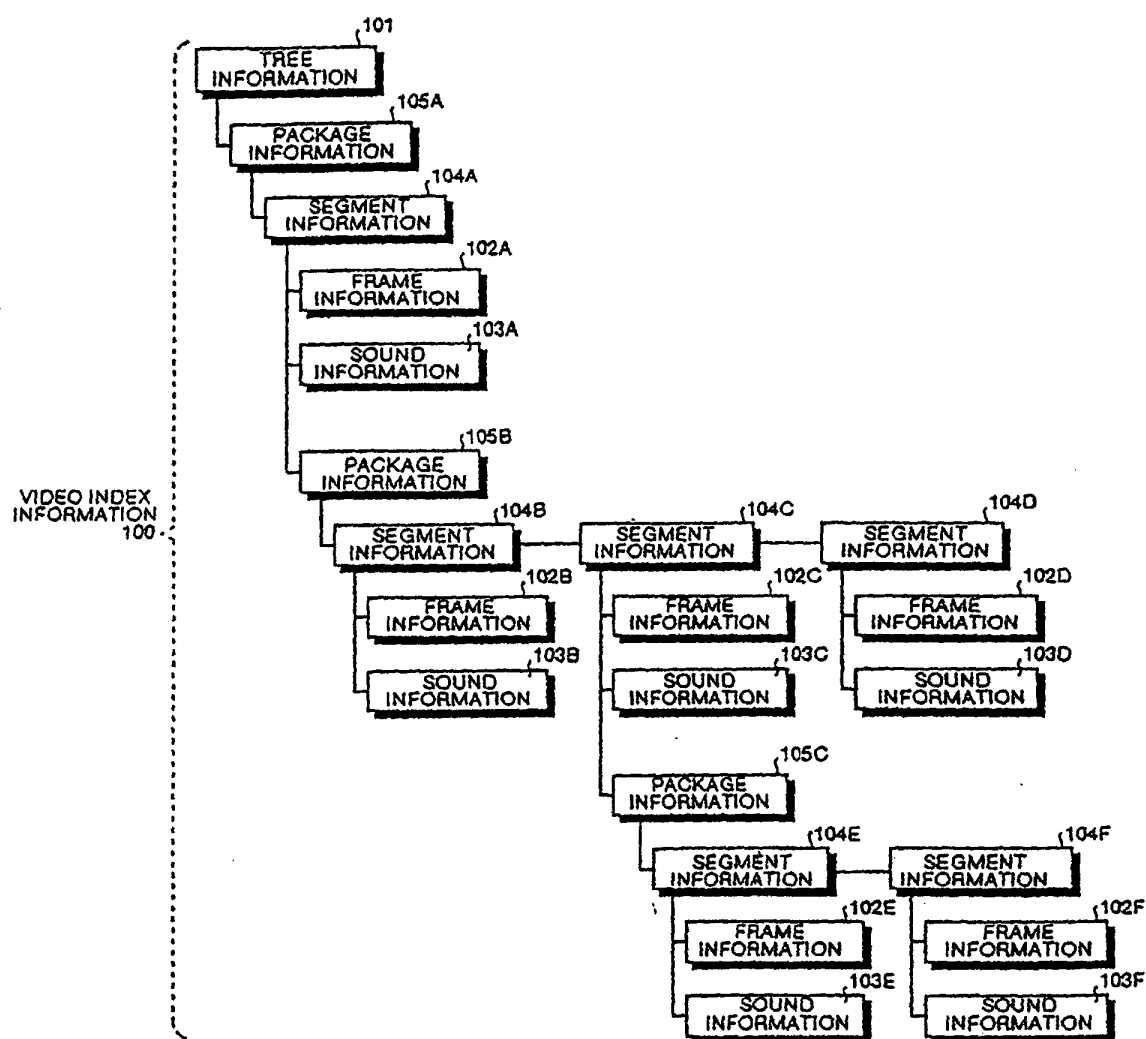 101
TREE
INFORMATION
105A
PACKAGE
INFORMATION
104A
SEGMENT
INFORMATION
102A
FRAME
INFORMATION
103A
SOUND
INFORMATION
105B
PACKAGE
INFORMATION
VIDEO INDEX
INFORMATION
100
104B
SEGMENT
INFORMATION
104C
SEGMENT
INFORMATION
104D
SEGMENT
INFORMATION
102B
FRAME
INFORMATION
102C
FRAME
INFORMATION
102D
FRAME
INFORMATION
103B
SOUND
INFORMATION
103C
SOUND
INFORMATION
103D
SOUND
INFORMATION
105C
PACKAGE
INFORMATION
104E
SEGMENT
INFORMATION
104F
SEGMENT
INFORMATION
102E
FRAME
INFORMATION
102F
FRAME
INFORMATION
103E
SOUND
INFORMATION
103F
SOUND
INFORMATION